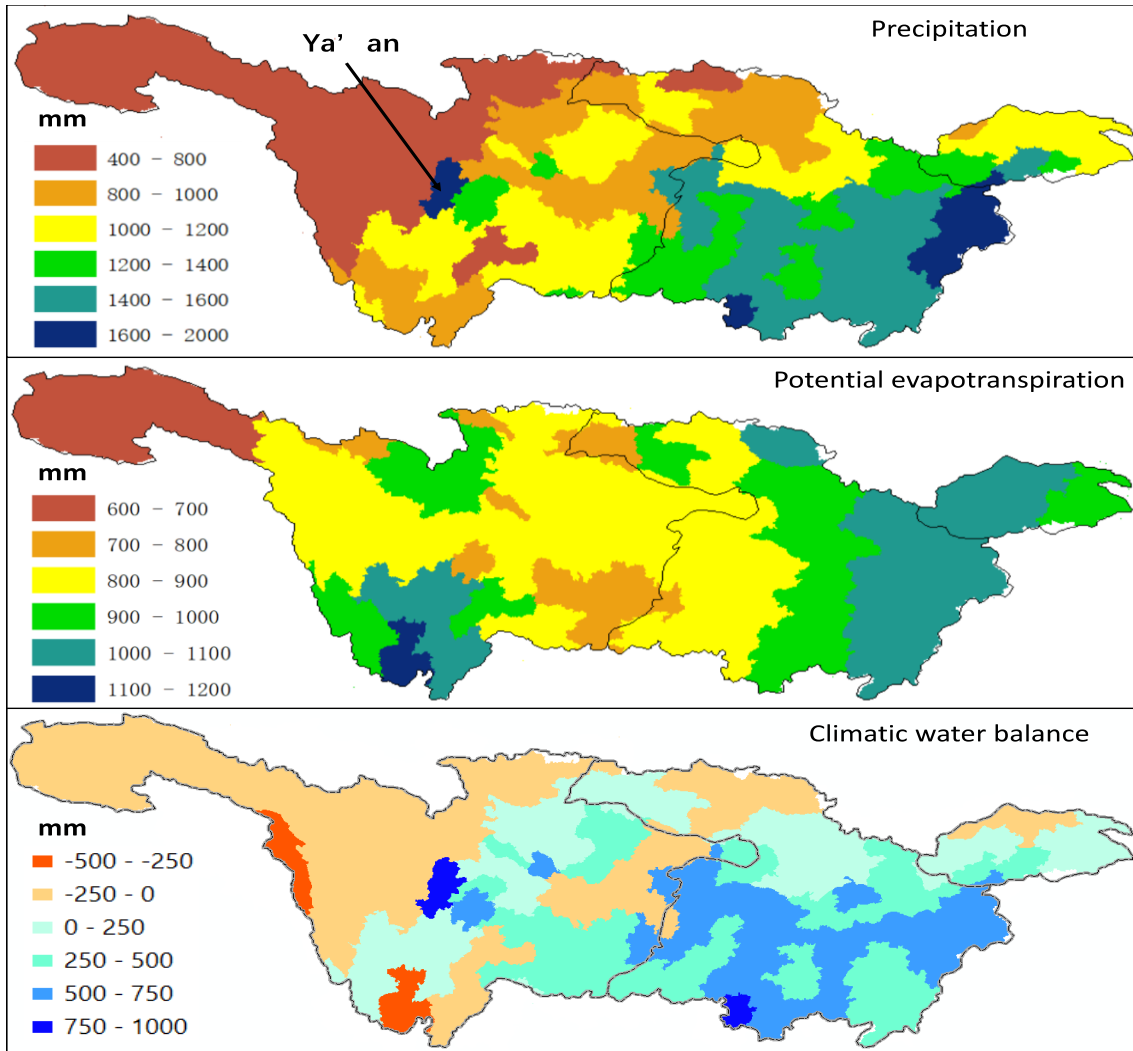 Precipitation
Ya' an
mm
400 - 800
800 - 1000
1000 - 1200
1200 - 1400
1400 - 1600
1600 - 2000
Potential evapotranspiration
mm
600 - 700
700 - 800
800 - 900
900 - 1000
1000 - 1100
1100 - 1200
Climatic water balance
mm
-500 - -250
-250 - 0
0 - 250
250 - 500
500 - 750
750 - 1000